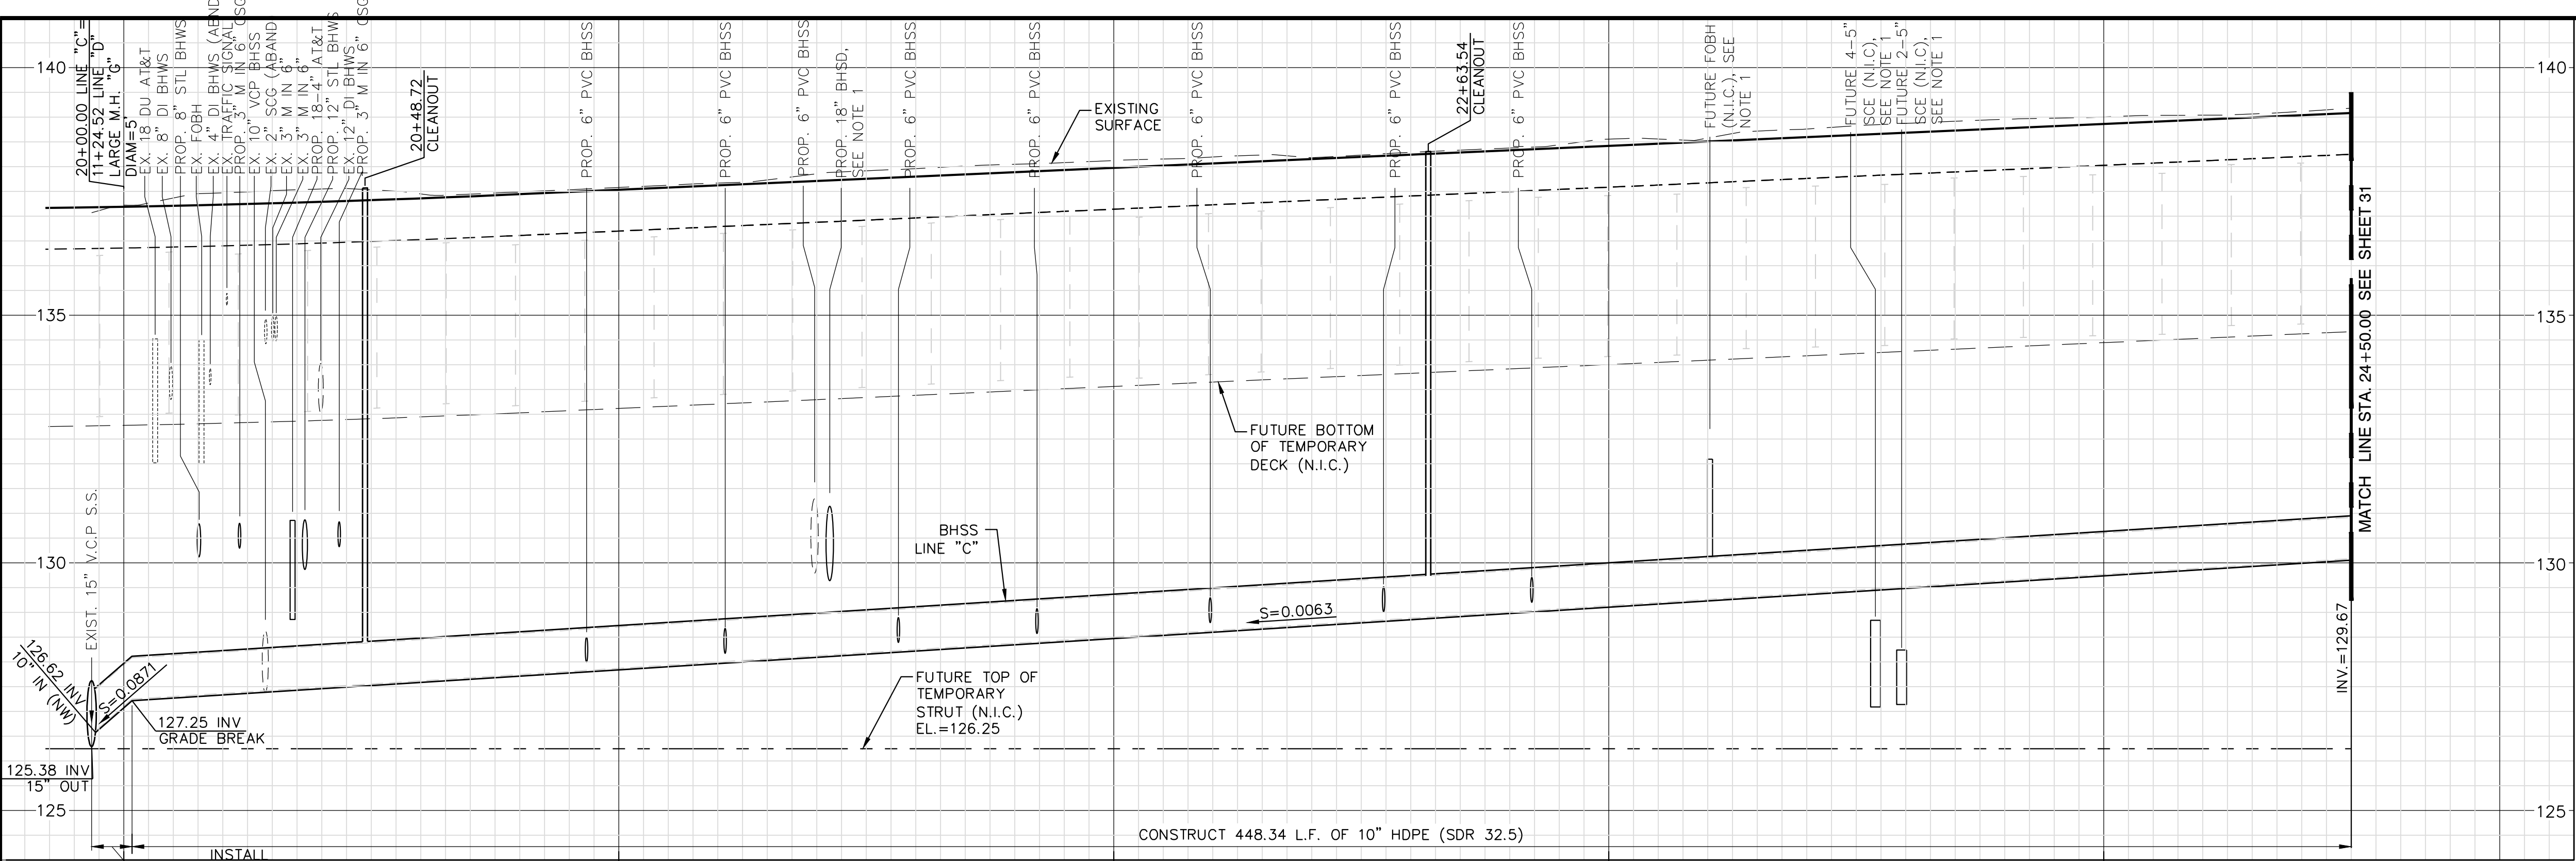 20+00.00 LINE "C"=
11+24.52 LINE "D"
LARGE M.H. "G"
DIAM=5"
EX. 18 DU AT&T
EX. 8" DI BHWS
PROP. 8" STL BHWS
EX. FOBH
EX. 4" DI BHWS (ABND
EX. TRAFFIC SIGNAL
PROP. 3" M IN 6" CSG
EX. 10" VCP BHSS
EX. 2" SCG (ABAND
EX. 3" M IN 6"
EX. 3" M IN 6"
PROP. 18-4" AT&T
PROP. 12" STL BHWS
EX. 12" DI BHWS
PROP. 3" M IN 6" CSG
20+48.72
CLEANOUT
PROP. 6" PVC BHSS
PROP. 6" PVC BHSS
PROP. 6" PVC BHSS
PROP. 18" BHSD,
SEE NOTE 1
PROP. 6" PVC BHSS
PROP. 6" PVC BHSS
EXISTING
SURFACE
PROP. 6" PVC BHSS
PROP. 6" PVC BHSS
22+63.54
CLEANOUT
PROP. 6" PVC BHSS
FUTURE FOBH
(N.I.C.), SEE
NOTE 1
FUTURE 4-5"
SCE (N.I.C),
SEE NOTE 1
FUTURE 2-5"
SCE (N.I.C),
SEE NOTE 1
140
140
135
135
130
130
125
125
MATCH LINE STA. 24+50.00 SEE SHEET 31
FUTURE BOTTOM
OF TEMPORARY
DECK (N.I.C.)
BHSS
LINE "C"
S=0.0063
EXIST. 15" V.C.P S.S.
126.62 INV
10" IN (NW)
S=0.0871
127.25 INV
GRADE BREAK
FUTURE TOP OF
TEMPORARY
STRUT (N.I.C.)
EL.=126.25
INV.=129.67
125.38 INV
15" OUT
CONSTRUCT 448.34 L.F. OF 10" HDPE (SDR 32.5)
INSTALL